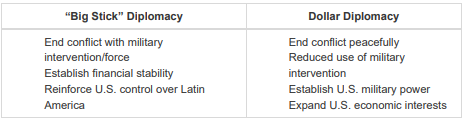 “Big Stick” Diplomacy
Dollar Diplomacy
End conflict with military
intervention/force
Establish financial stability
Reinforce U.S. control over Latin
America
End conflict peacefully
Reduced use of military
intervention
Establish U.S. military power
Expand U.S. economic interests